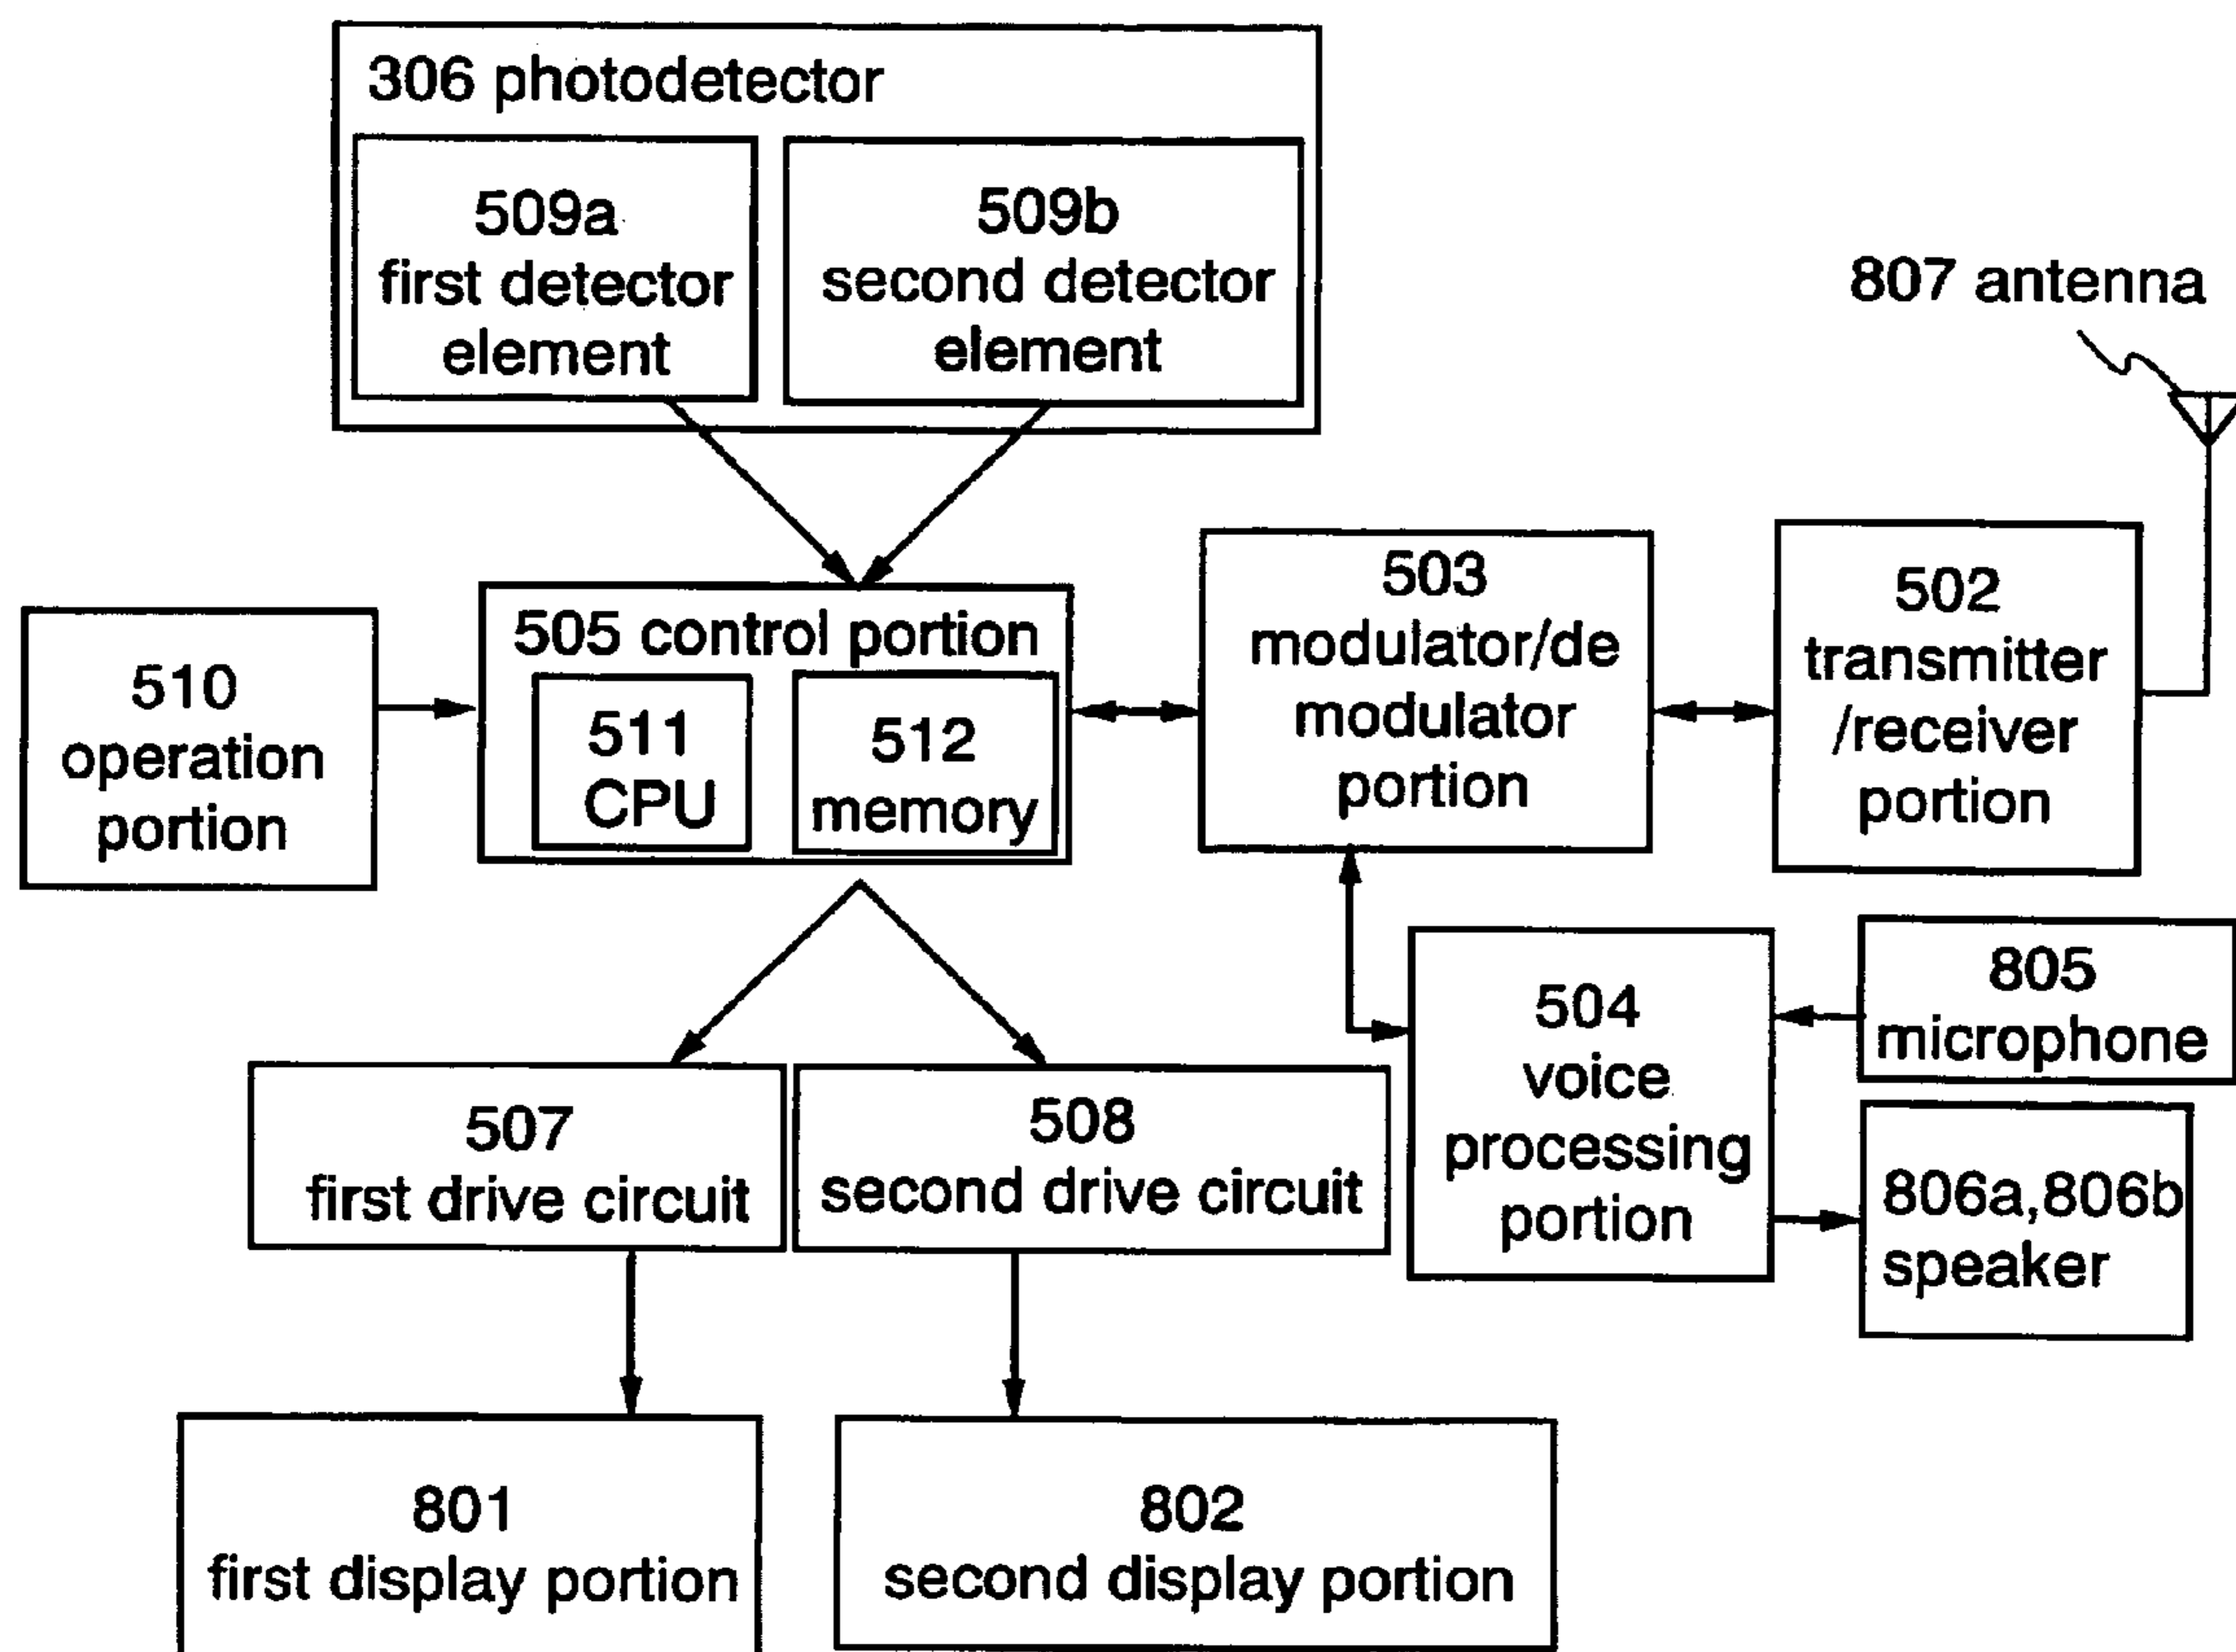 306 photodetector
509a
first detector
element
509b
second detector
element
807 antenna
510
operation
portion
505 control portion
511
CPU
512
memory
503
modulator/de
modulator
portion
502
transmitter
/receiver
portion
504
voice
processing
portion
805
microphone
806a,806b
speaker
507
first drive circuit
508
second drive circuit
801
first display portion
802
second display portion